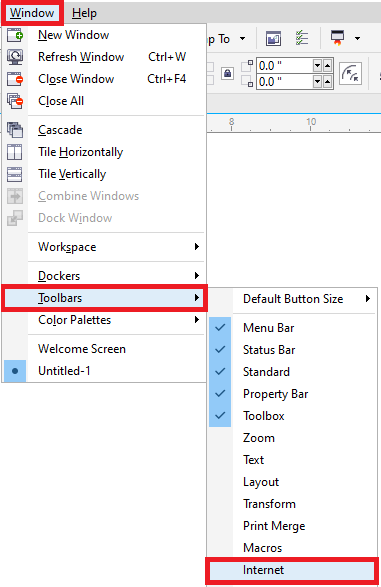 Window Help
New Window
Refresh Window Ctrl+W
Close Window Ctrl+F4
Close All
Cascade
Tile Horizontally
Tile Vertically
Combine Windows
Dock Window
Workspace
Dockers
Toolbars
Color Palettes
Welcome Screen
Untitled-1
p To
0.0 "
0.0 "
8 10
Default Button Size
Menu Bar
Status Bar
Standard
Property Bar
Toolbox
Zoom
Text
Layout
Transform
Print Merge
Macros
Internet